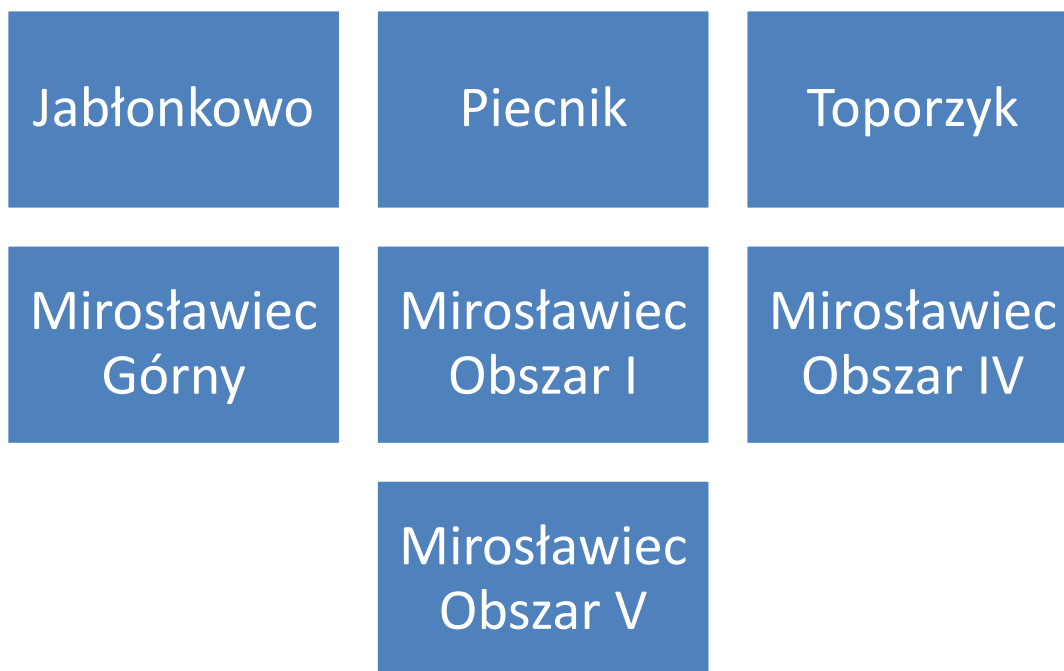 Jabłonkowo
Piecnik
Toporzyk
Mirosławiec
Górny
Mirosławiec
Obszar I
Mirosławiec
Obszar IV
Mirosławiec
Obszar V